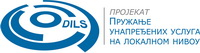 DILS
ПРОЈЕКАТ
ПРУЖАЊЕ
УНАПРЕЂЕНИХ УСЛУГА
НА ЛОКАЛНОМ НИВОУ